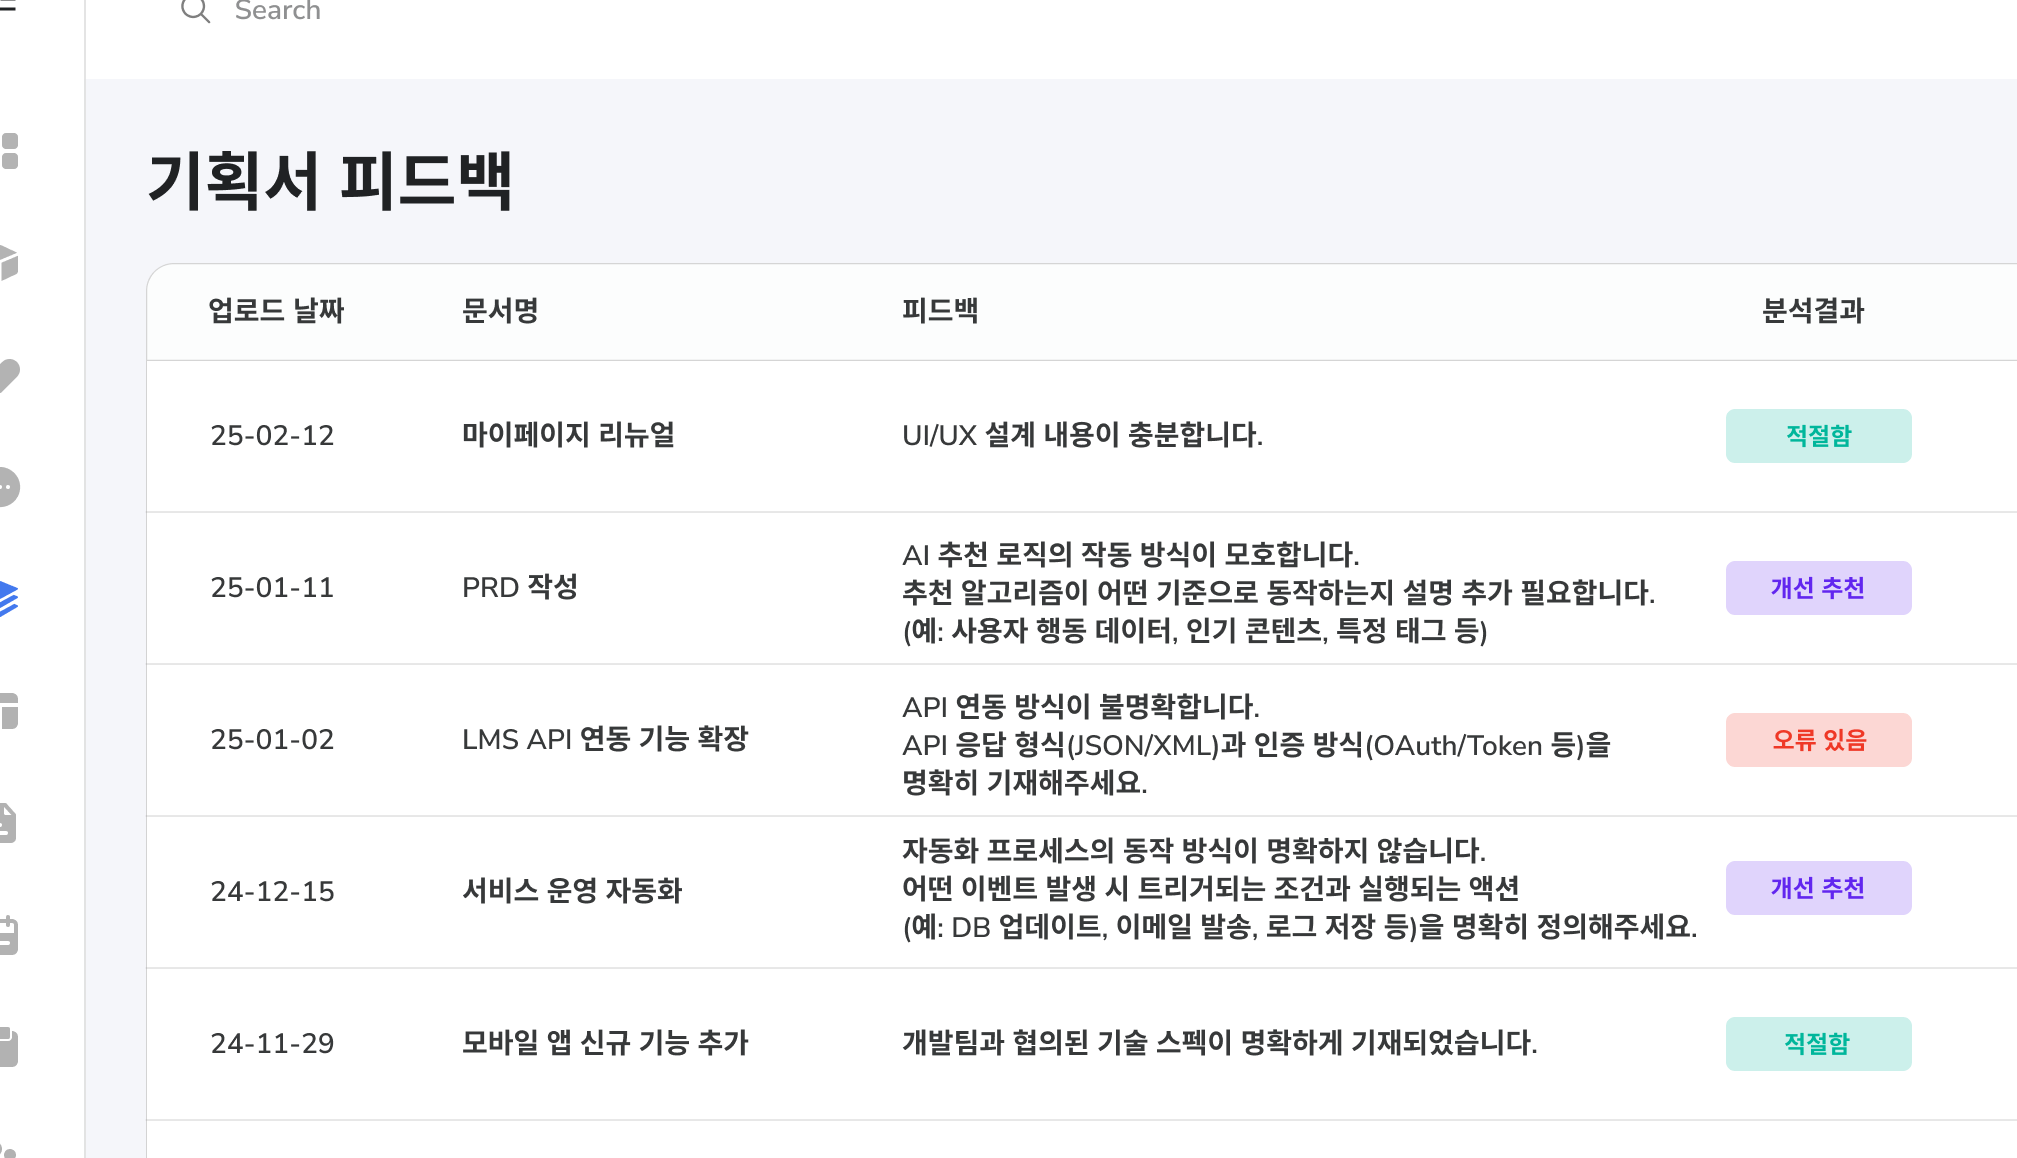 Search
기획서 피드백
업로드 날짜 문서명 피드백 분석결과
25-02-12 마이페이지 리뉴얼 UI/UX 설계 내용이 충분합니다. 적절함
AI 추천 로직의 작동 방식이 모호합니다.
25-01-11 PRD 작성 추천 알고리즘이 어떤 기준으로 동작하는지 설명 추가 필요합니다. 개선 추천
(예: 사용자 행동 데이터, 인기 콘텐츠, 특정 태그 등)
API 연동 방식이 불명확합니다.
25-01-02 LMS API 연동 기능 확장 API 응답 형식(JSON/XML)과 인증 방식(OAuth/Token 등)을 오류 있음
명확히 기재해주세요.
자동화 프로세스의 동작 방식이 명확하지 않습니다.
24-12-15 서비스 운영 자동화 어떤 이벤트 발생 시 트리거되는 조건과 실행되는 액션 개선 추천
(예: DB 업데이트, 이메일 발송, 로그 저장 등)을 명확히 정의해주세요.
24-11-29 모바일 앱 신규 기능 추가 개발팀과 협의된 기술 스펙이 명확하게 기재되었습니다. 적절함